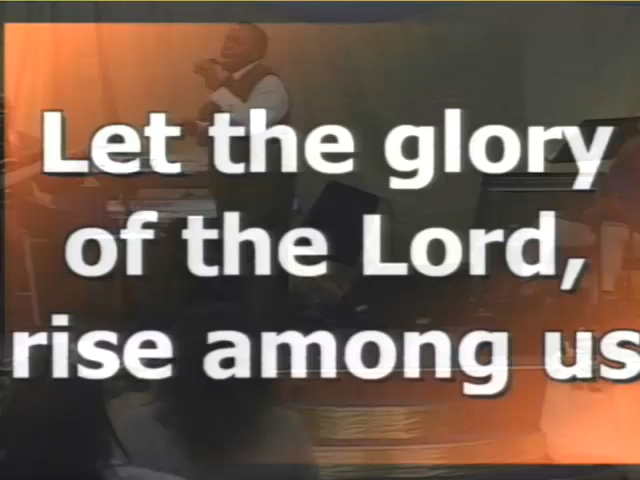 Let the glory
of the Lord,
rise among us